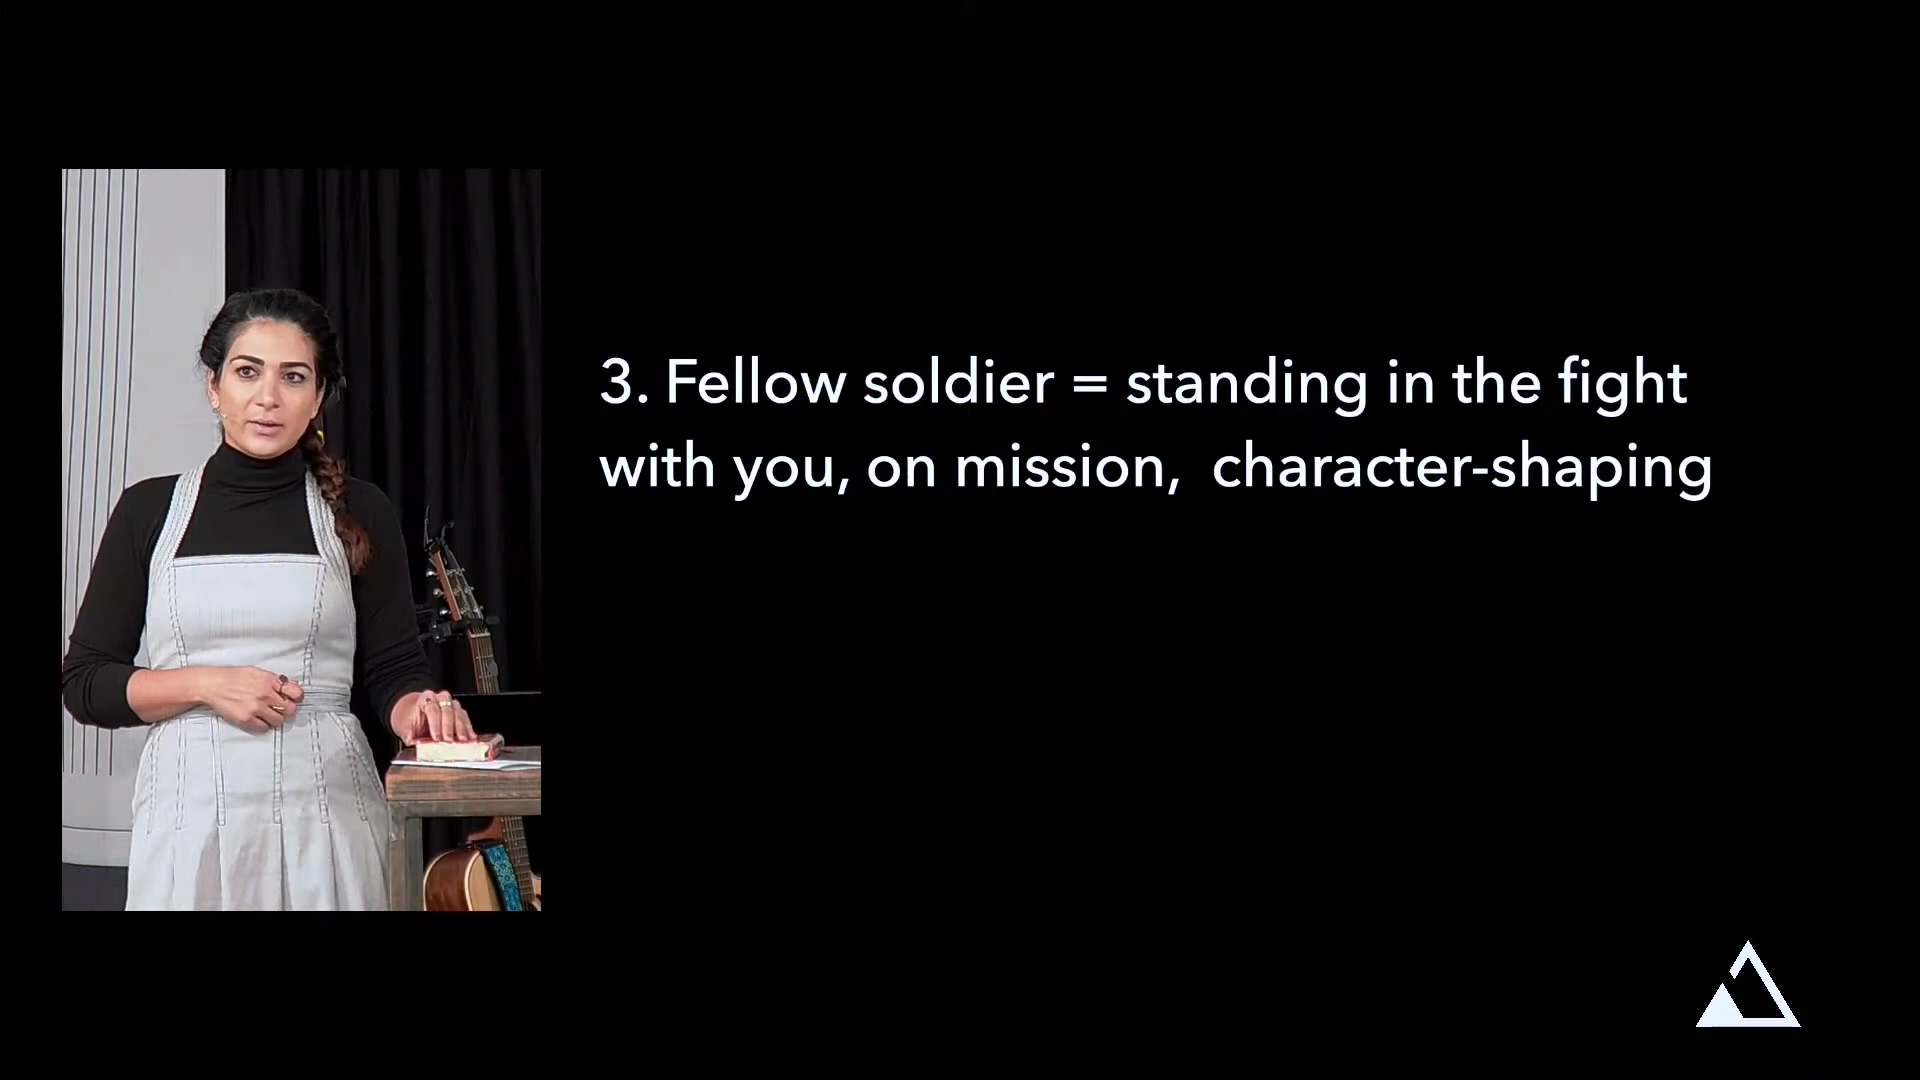 3. Fellow soldier = standing in the fight
with you, on mission,  character-shaping